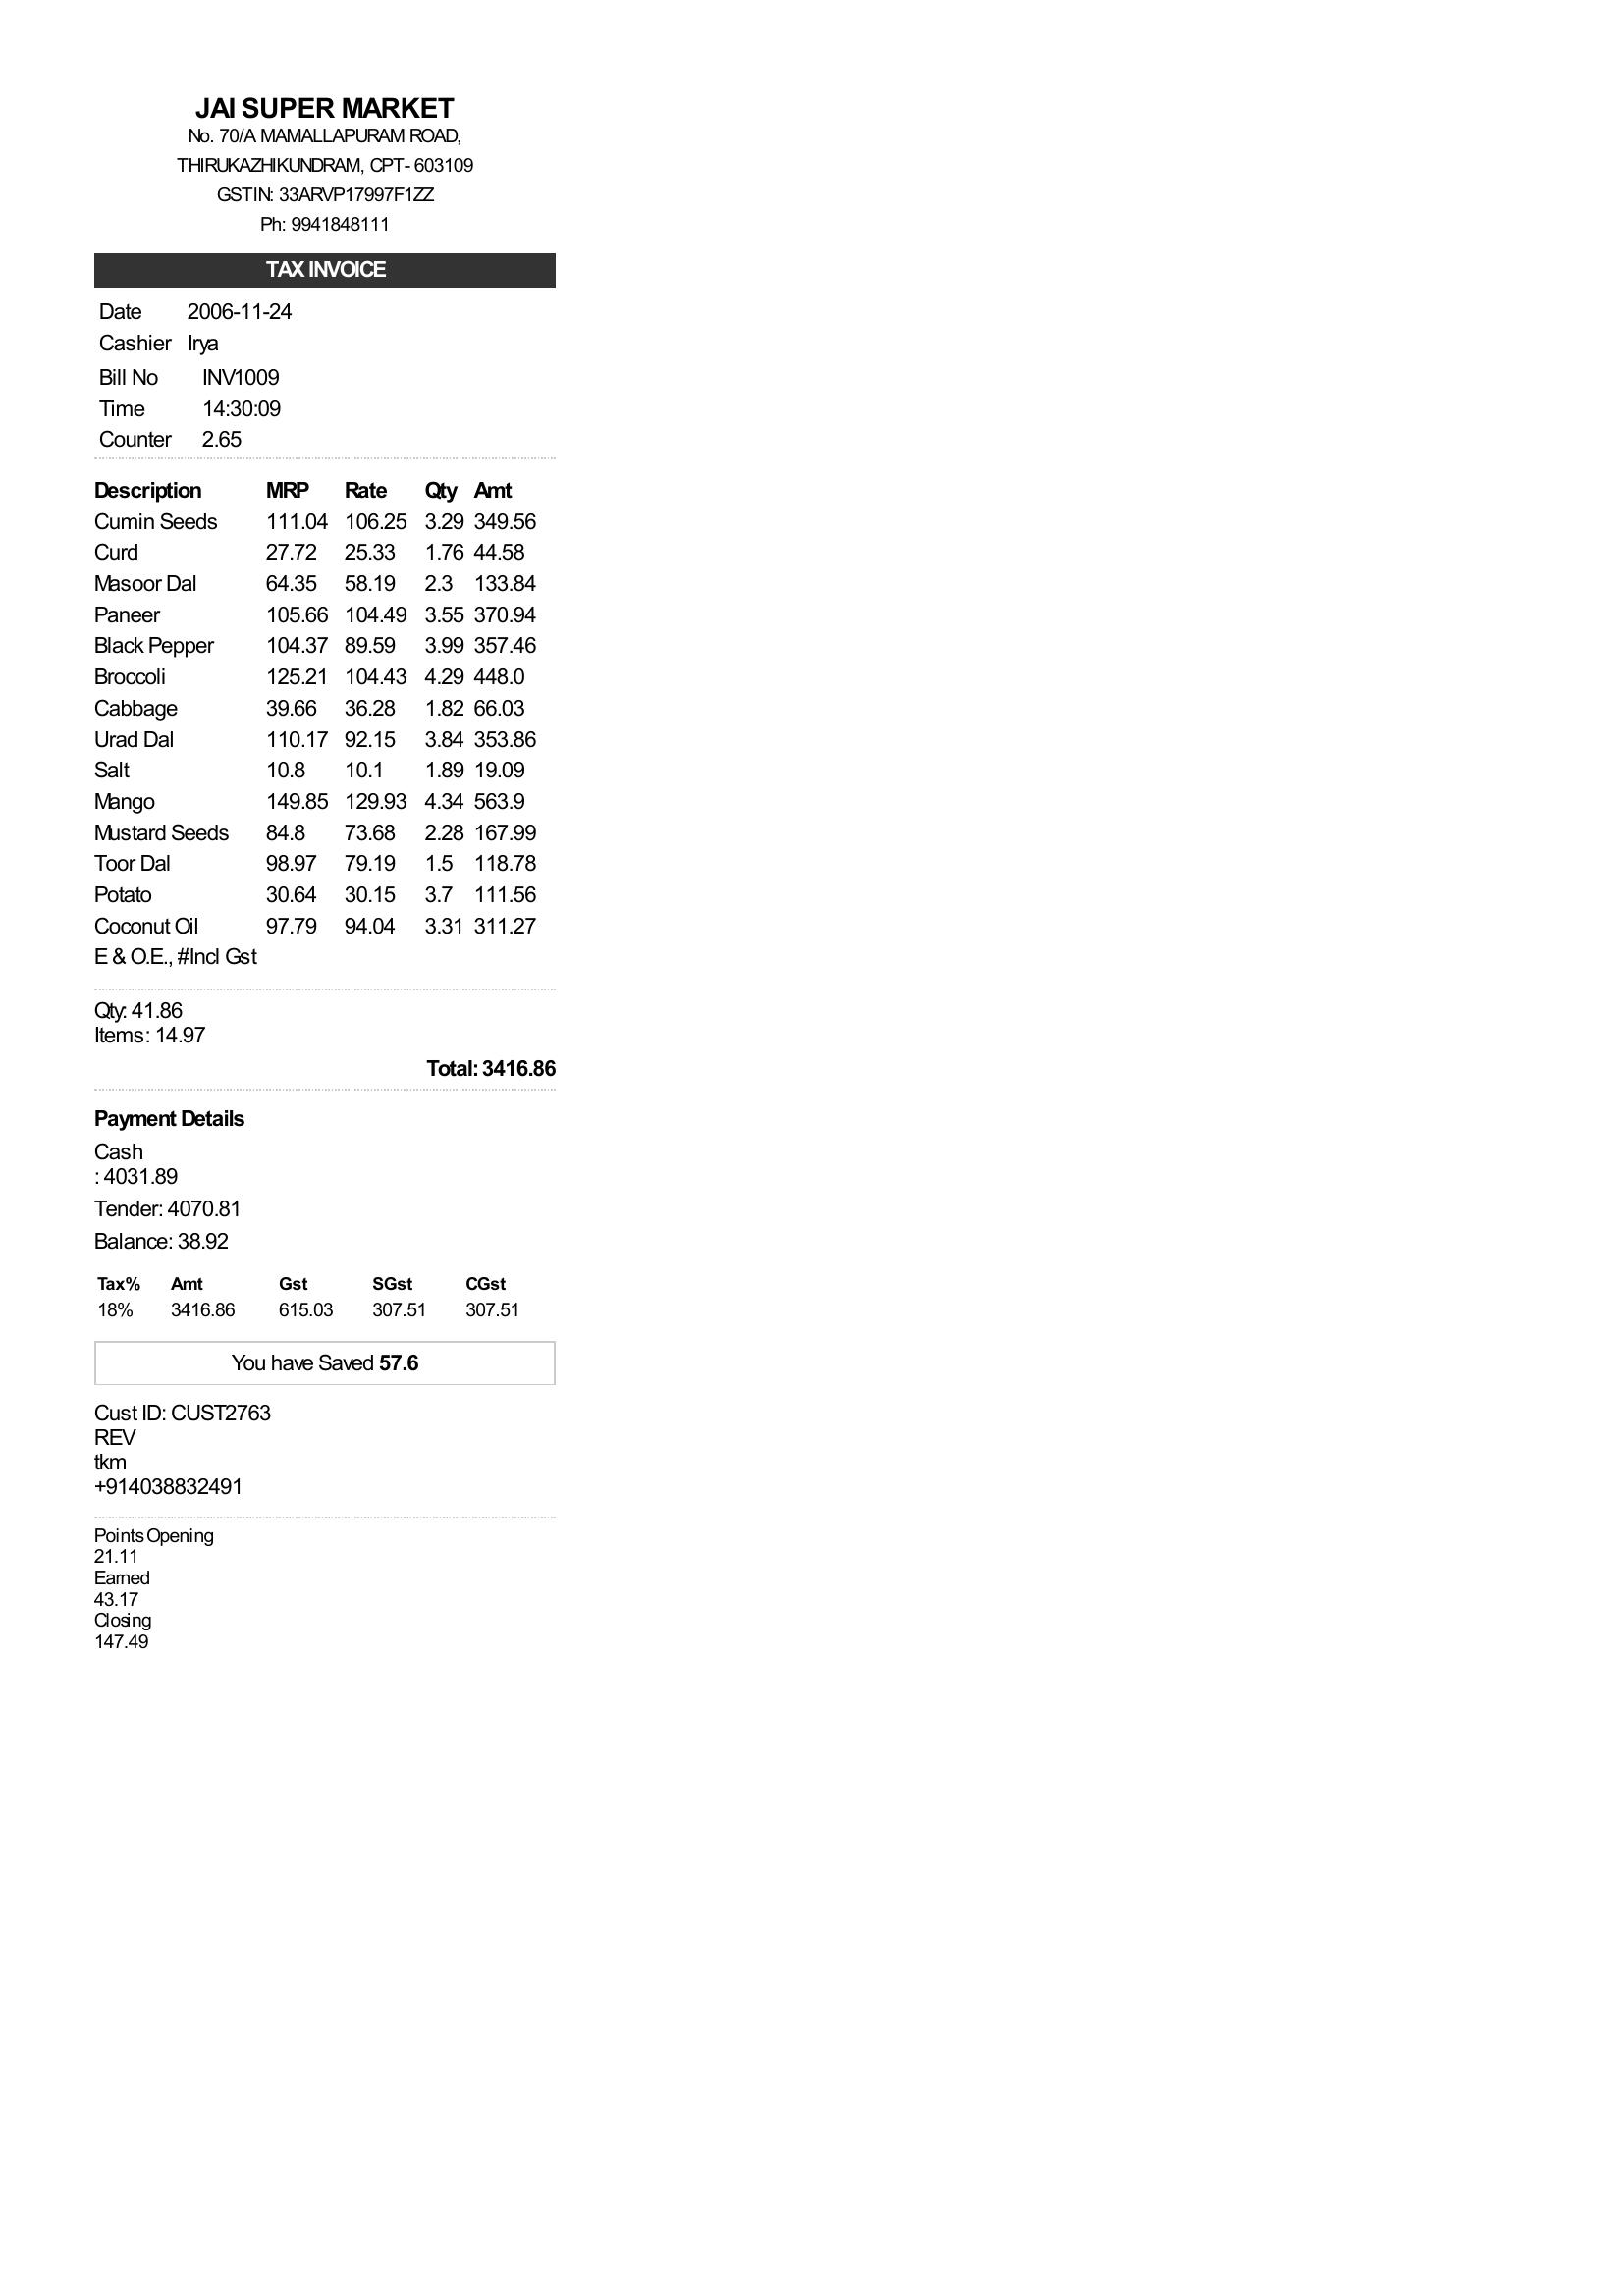 JAI SUPER MARKET
No. 70/A MAMALLAPURAM ROAD,
THIRUKAZHIKUNDRAM, CPT- 603109
GSTIN: 33ARVP17997F1ZZ
Ph: 9941848111
TAX INVOICE
Date 2006-11-24
Cashier Irya
Bill No INV1009
Time 14:30:09
Counter 2.65
Description MRP Rate Qty Amt
Cumin Seeds 111.04 106.25 3.29 349.56
Curd 27.72 25.33 1.76 44.58
Masoor Dal 64.35 58.19 2.3 133.84
Paneer 105.66 104.49 3.55 370.94
Black Pepper 104.37 89.59 3.99 357.46
Broccoli 125.21 104.43 4.29 448.0
Cabbage 39.66 36.28 1.82 66.03
Urad Dal 110.17 92.15 3.84 353.86
Salt 10.8 10.1 1.89 19.09
Mango 149.85 129.93 4.34 563.9
Mustard Seeds 84.8 73.68 2.28 167.99
Toor Dal 98.97 79.19 1.5 118.78
Potato 30.64 30.15 3.7 111.56
Coconut Oil 97.79 94.04 3.31 311.27
E & O.E., #Incl Gst
Qty: 41.86
Items: 14.97
Total: 3416.86
Payment Details
Cash
: 4031.89
Tender: 4070.81
Balance: 38.92
Tax% Amt Gst SGst CGst
18% 3416.86 615.03 307.51 307.51
You have Saved 57.6
Cust ID: CUST2763
REV
tkm
+914038832491
Points Opening
21.11
Earned
43.17
Closing
147.49